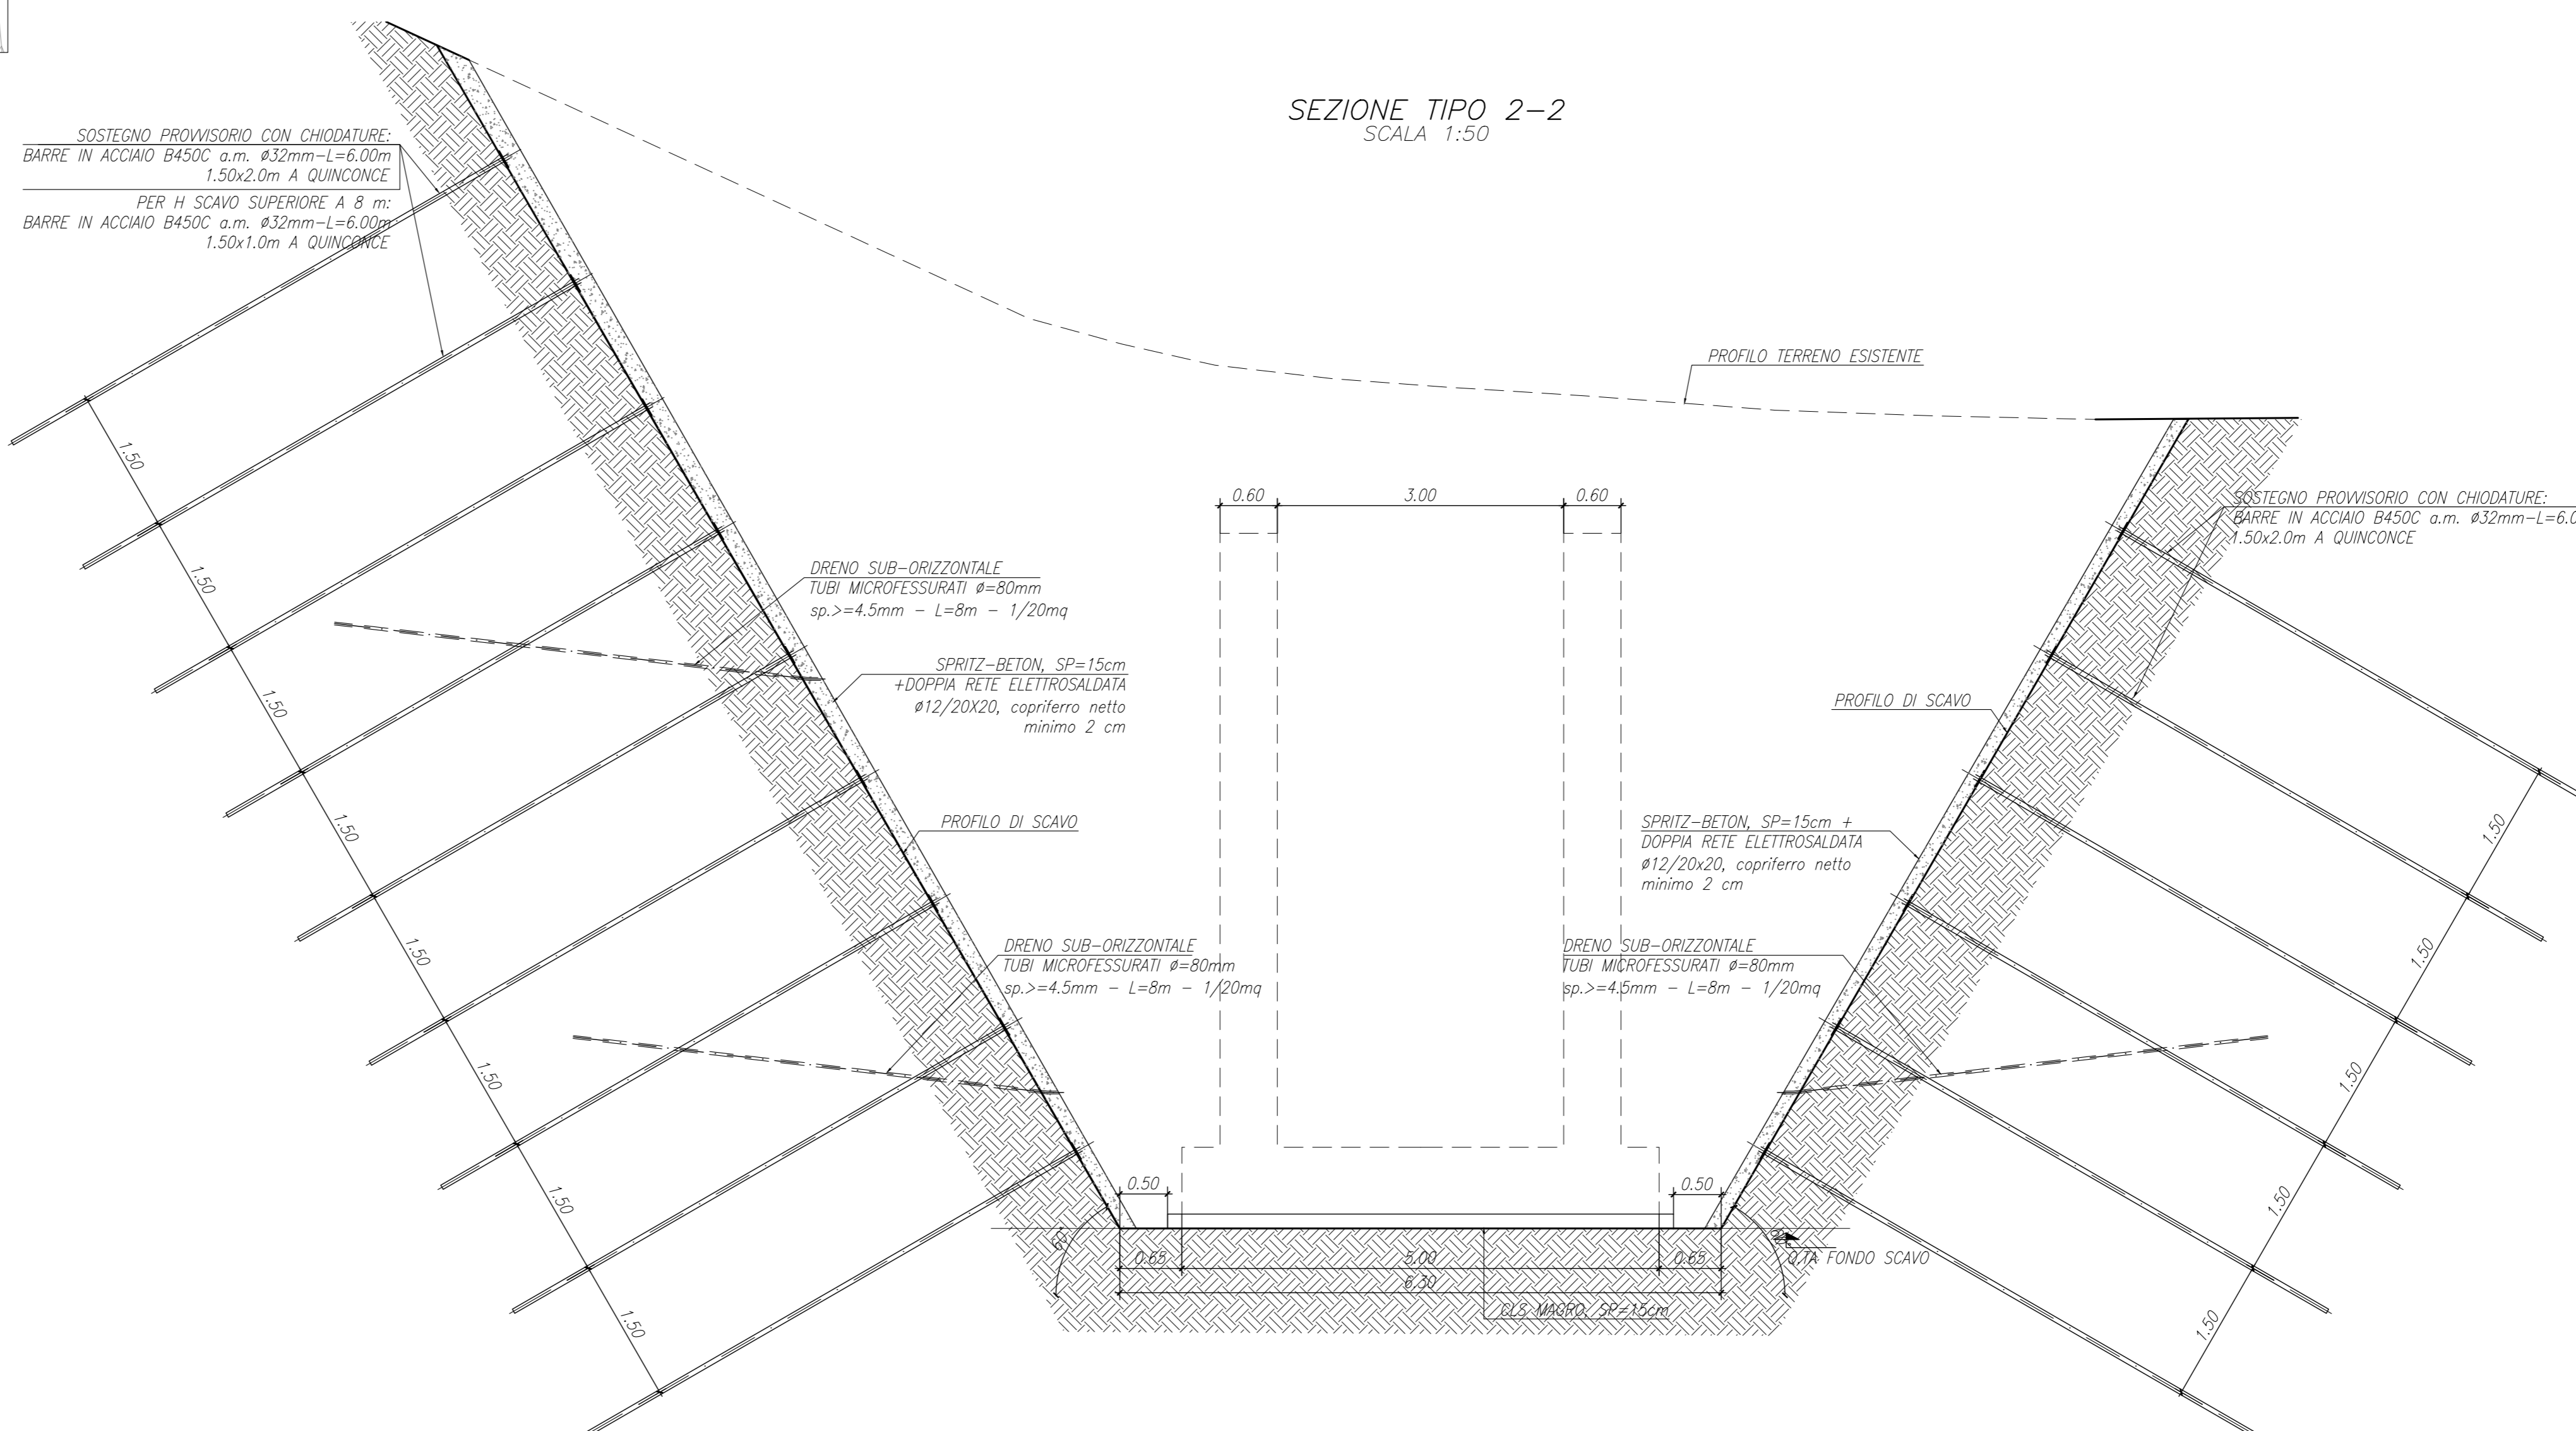 SEZIONE TIPO 2-2
SCALA 1:50
SOSTEGNO PROVVISORIO CON CHIODATURE:
BARRE IN ACCIAIO B450C a.m. ø32mm-L=6.00m
1.50x2.0m A QUINCONCE
PER H SCAVO SUPERIORE A 8 m:
BARRE IN ACCIAIO B450C a.m. ø32mm-L=6.00m
1.50x1.0m A QUINCONCE
PROFILO TERRENO ESISTENTE
0.60
3.00
0.60
SOSTEGNO PROVVISORIO CON CHIODATURE:
BARRE IN ACCIAIO B450C a.m. ø32mm-L=6.0
1.50x2.0m A QUINCONCE
DRENO SUB-ORIZZONTALE
TUBI MICROFESSURATI ø=80mm
sp.>=4.5mm - L=8m - 1/20mq
SPRITZ-BETON, SP=15cm
+DOPPIA RETE ELETTROSALDATA
ø12/20X20, copriferro netto
minimo 2 cm
PROFILO DI SCAVO
PROFILO DI SCAVO
SPRITZ-BETON, SP=15cm +
DOPPIA RETE ELETTROSALDATA
ø12/20x20, copriferro netto
minimo 2 cm
DRENO SUB-ORIZZONTALE
TUBI MICROFESSURATI ø=80mm
sp.>=4.5mm - L=8m - 1/20mq
DRENO SUB-ORIZZONTALE
TUBI MICROFESSURATI ø=80mm
sp.>=4.5mm - L=8m - 1/20mq
1.50
1.50
1.50
1.50
1.50
1.50
1.50
1.50
1.50
1.50
1.50
1.50
1.50
0.50
0.50
0.65
5.00
0.65
6.30
Q.TA FONDO SCAVO
CLS MAGRO, SP=15cm